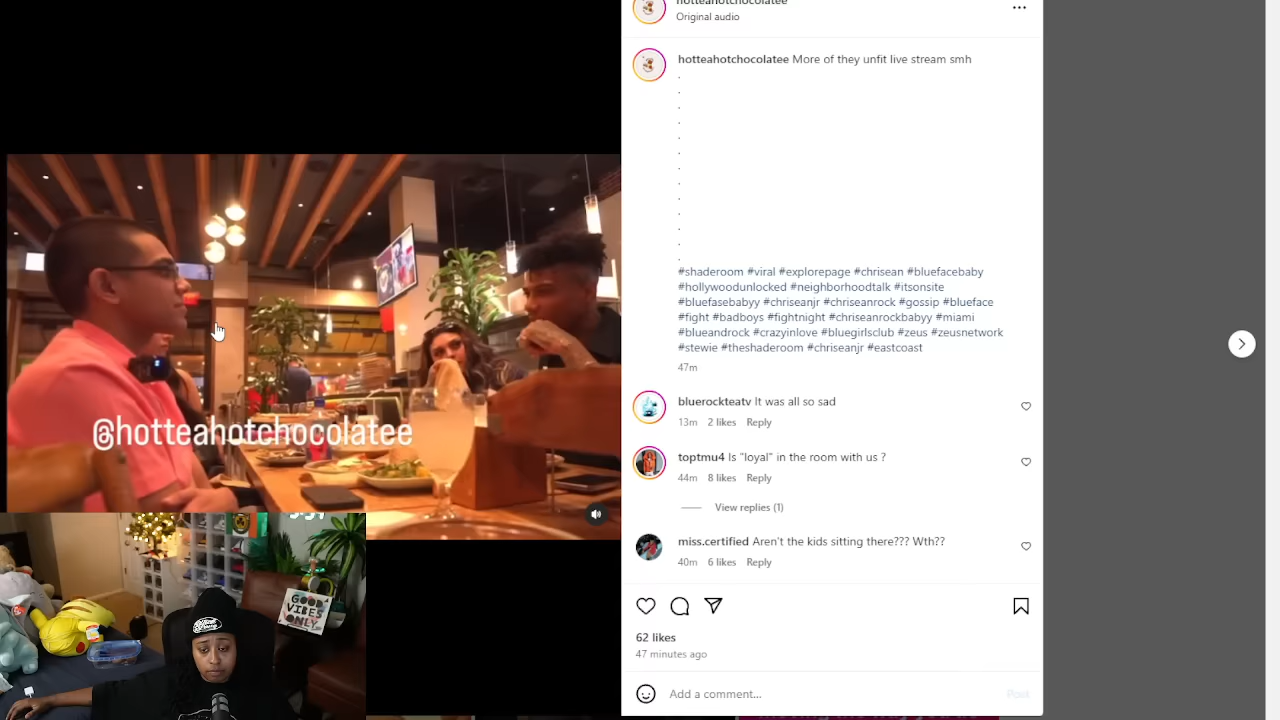 hotteahotchocolatee
Original audio
hotteahotchocolatee More of they unfit live stream smh
.
.
.
.
.
.
.
.
.
.
.
.
.
#shaderoom #viral #explorepage #chrisean #bluefacebaby
#hollywoodunlocked #neighborhoodtalk #itsonsite
#bluefasebabyy #chriseanjr #chriseanrock #gossip #blueface
#fight #badboys #fightnight #chriseanrockbabyy #miami
#blueandrock #crazyinlove #bluegirlsclub #zeus #zeusnetwork
#stewie #theshaderoom #chriseanjr #eastcoast
47m
bluerockteatv It was all so sad
13m 2 likes Reply
toptmu4 Is "loyal" in the room with us ?
44m 8 likes Reply
View replies (1)
miss.certified Aren't the kids sitting there??? Wth??
40m 6 likes Reply
62 likes
47 minutes ago
Add a comment...
Post
@hotteahotchocolatee
GOOD
VIBES
ONLY